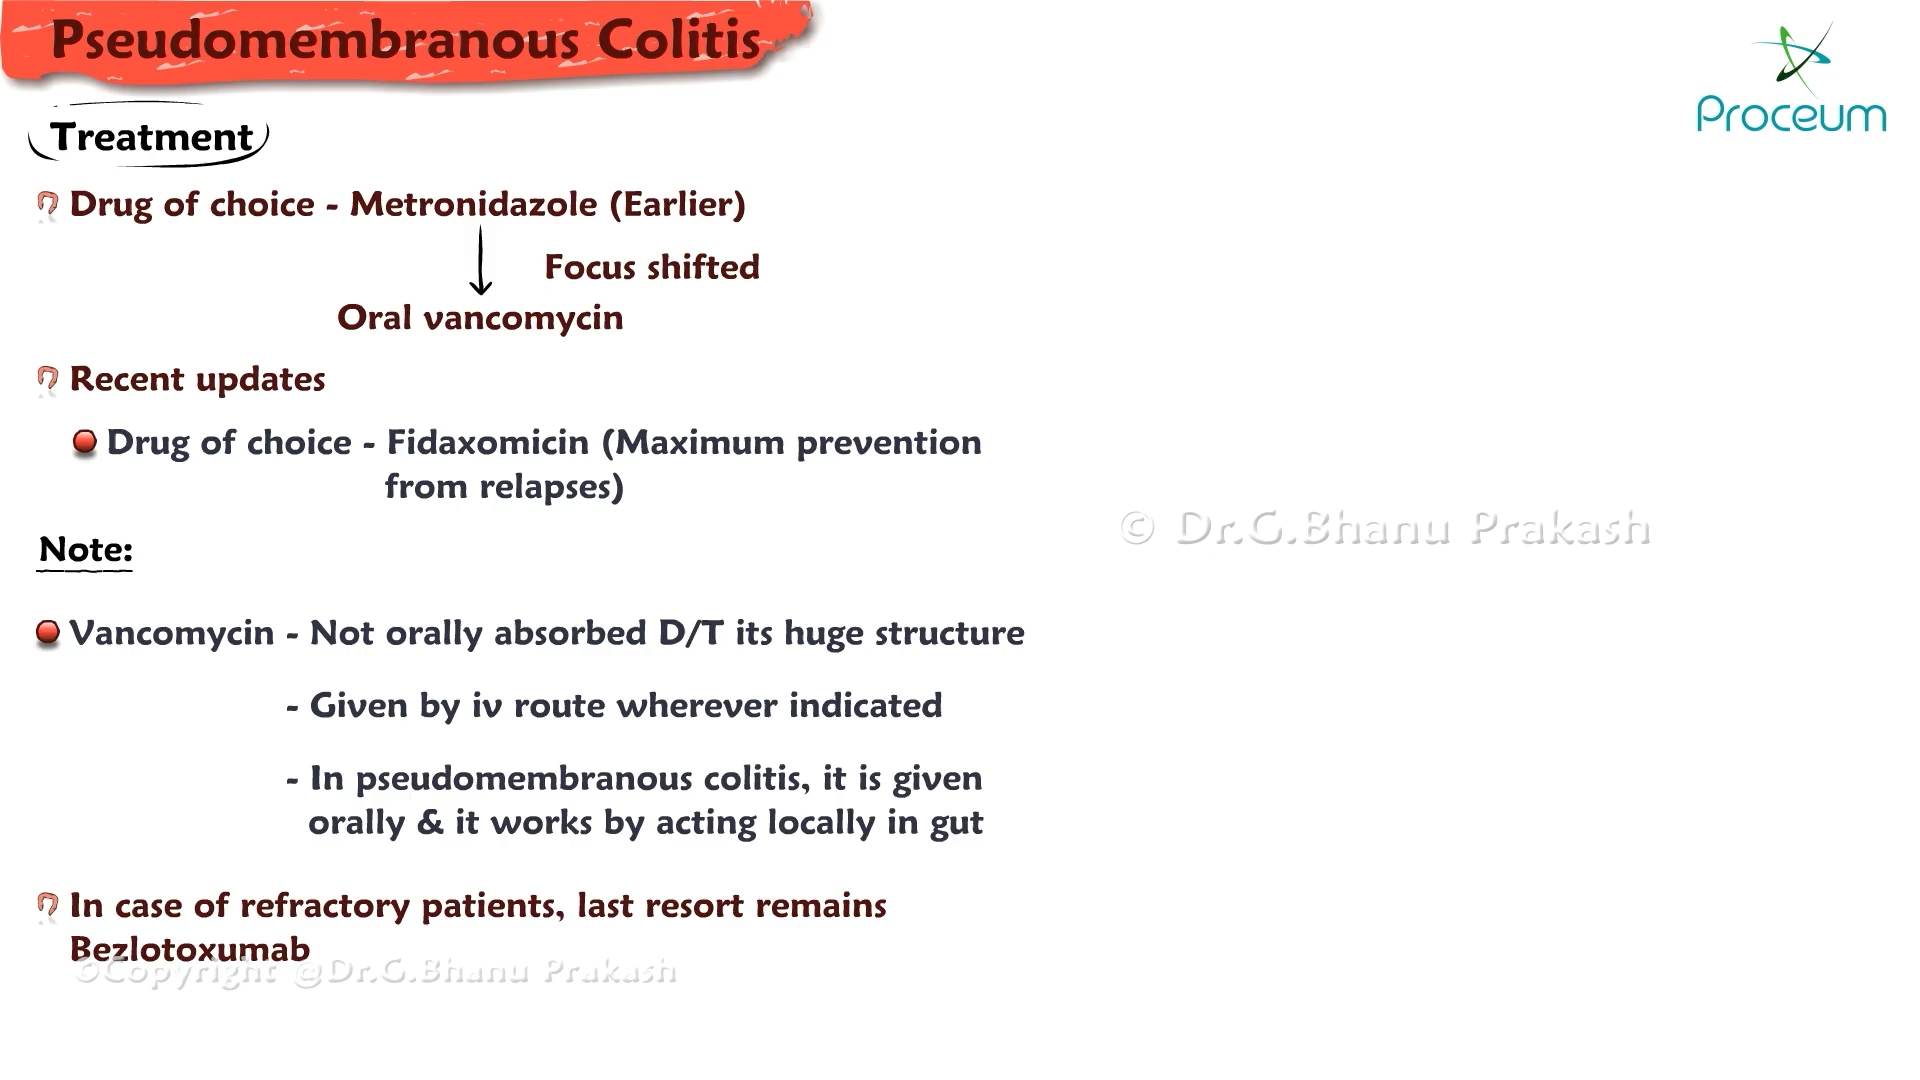 Pseudomembranous Colitis
Proceum
Treatment
Drug of choice - Metronidazole (Earlier)
Focus shifted
Oral vancomycin
Recent updates
Drug of choice - Fidaxomicin (Maximum prevention
from relapses)
© Dr.G.Bhanu Prakash
Note:
Vancomycin - Not orally absorbed D/T its huge structure
- Given by iv route wherever indicated
- In pseudomembranous colitis, it is given
orally & it works by acting locally in gut
In case of refractory patients, last resort remains
Bezlotoxumab
©Copyright @Dr.G.Bhanu Prakash